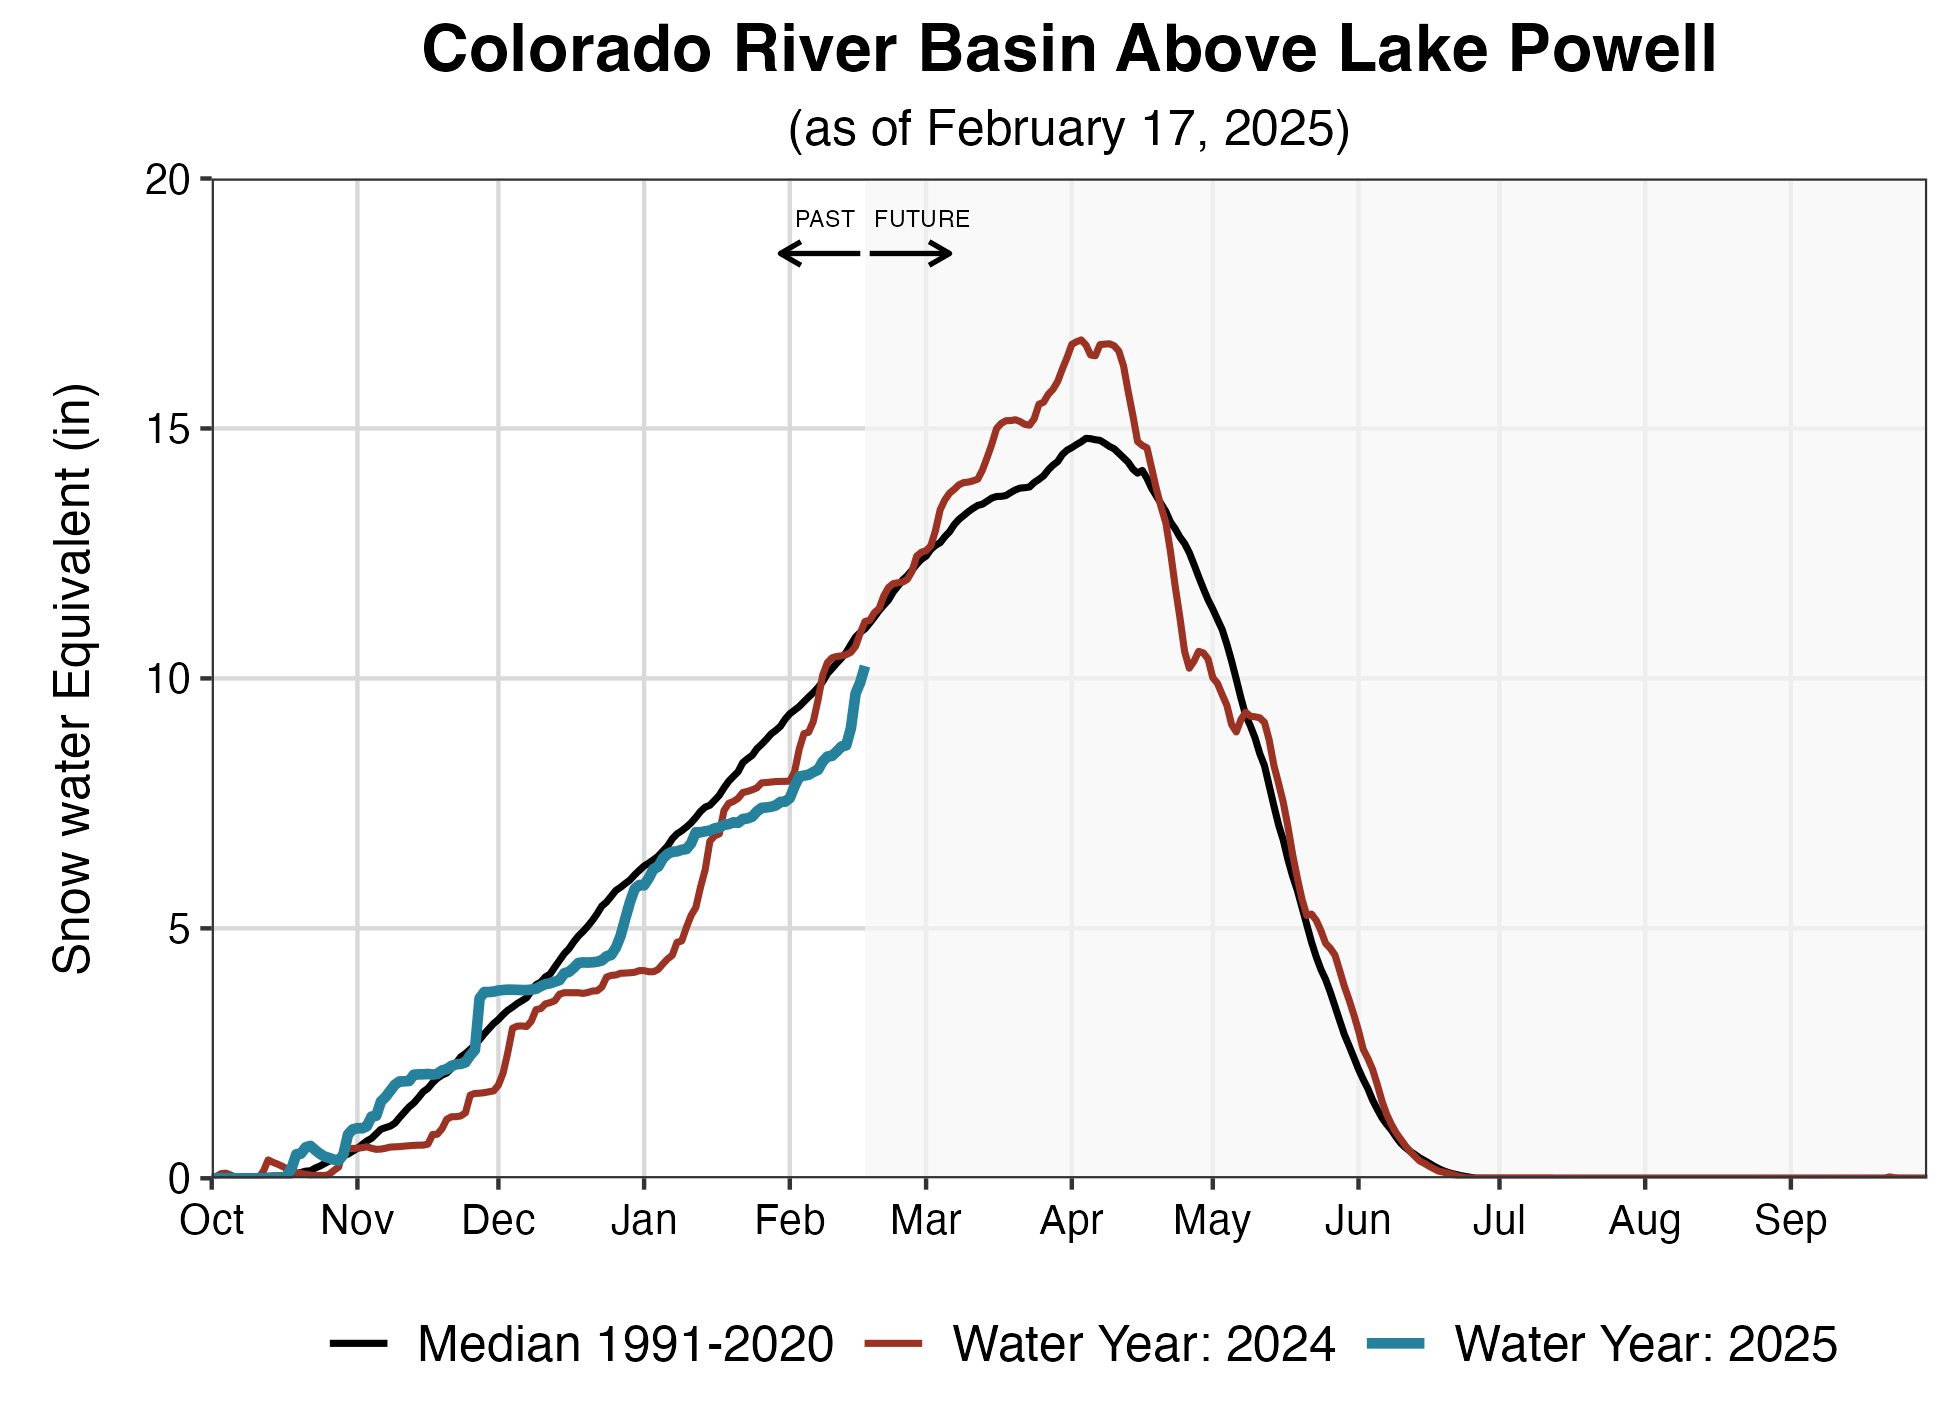 Colorado River Basin Above Lake Powell
(as of February 17, 2025)
20
PAST FUTURE
15
10
5
0
Snow water Equivalent (in)
Oct Nov Dec Jan Feb Mar Apr May Jun Jul Aug Sep
Median 1991-2020 Water Year: 2024 Water Year: 2025